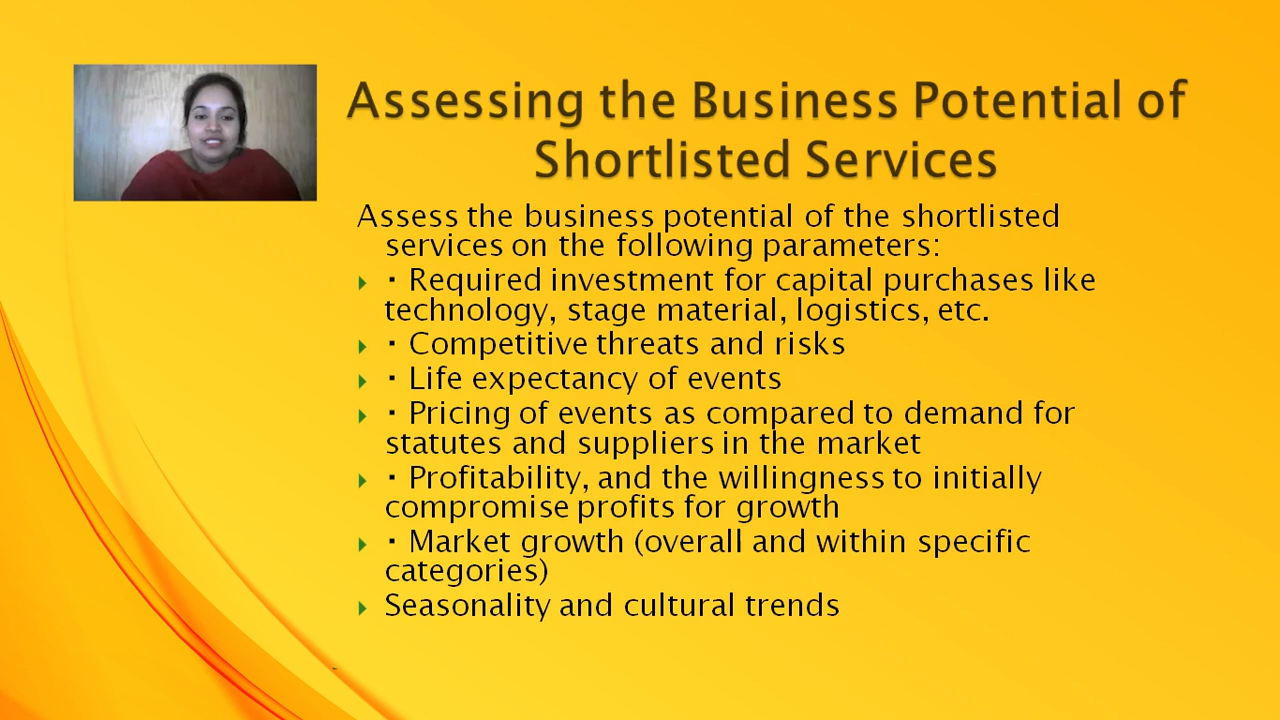 Assessing the Business Potential of
Shortlisted Services
Assess the business potential of the shortlisted
services on the following parameters:
· Required investment for capital purchases like
technology, stage material, logistics, etc.
· Competitive threats and risks
· Life expectancy of events
· Pricing of events as compared to demand for
statutes and suppliers in the market
· Profitability, and the willingness to initially
compromise profits for growth
· Market growth (overall and within specific
categories)
Seasonality and cultural trends